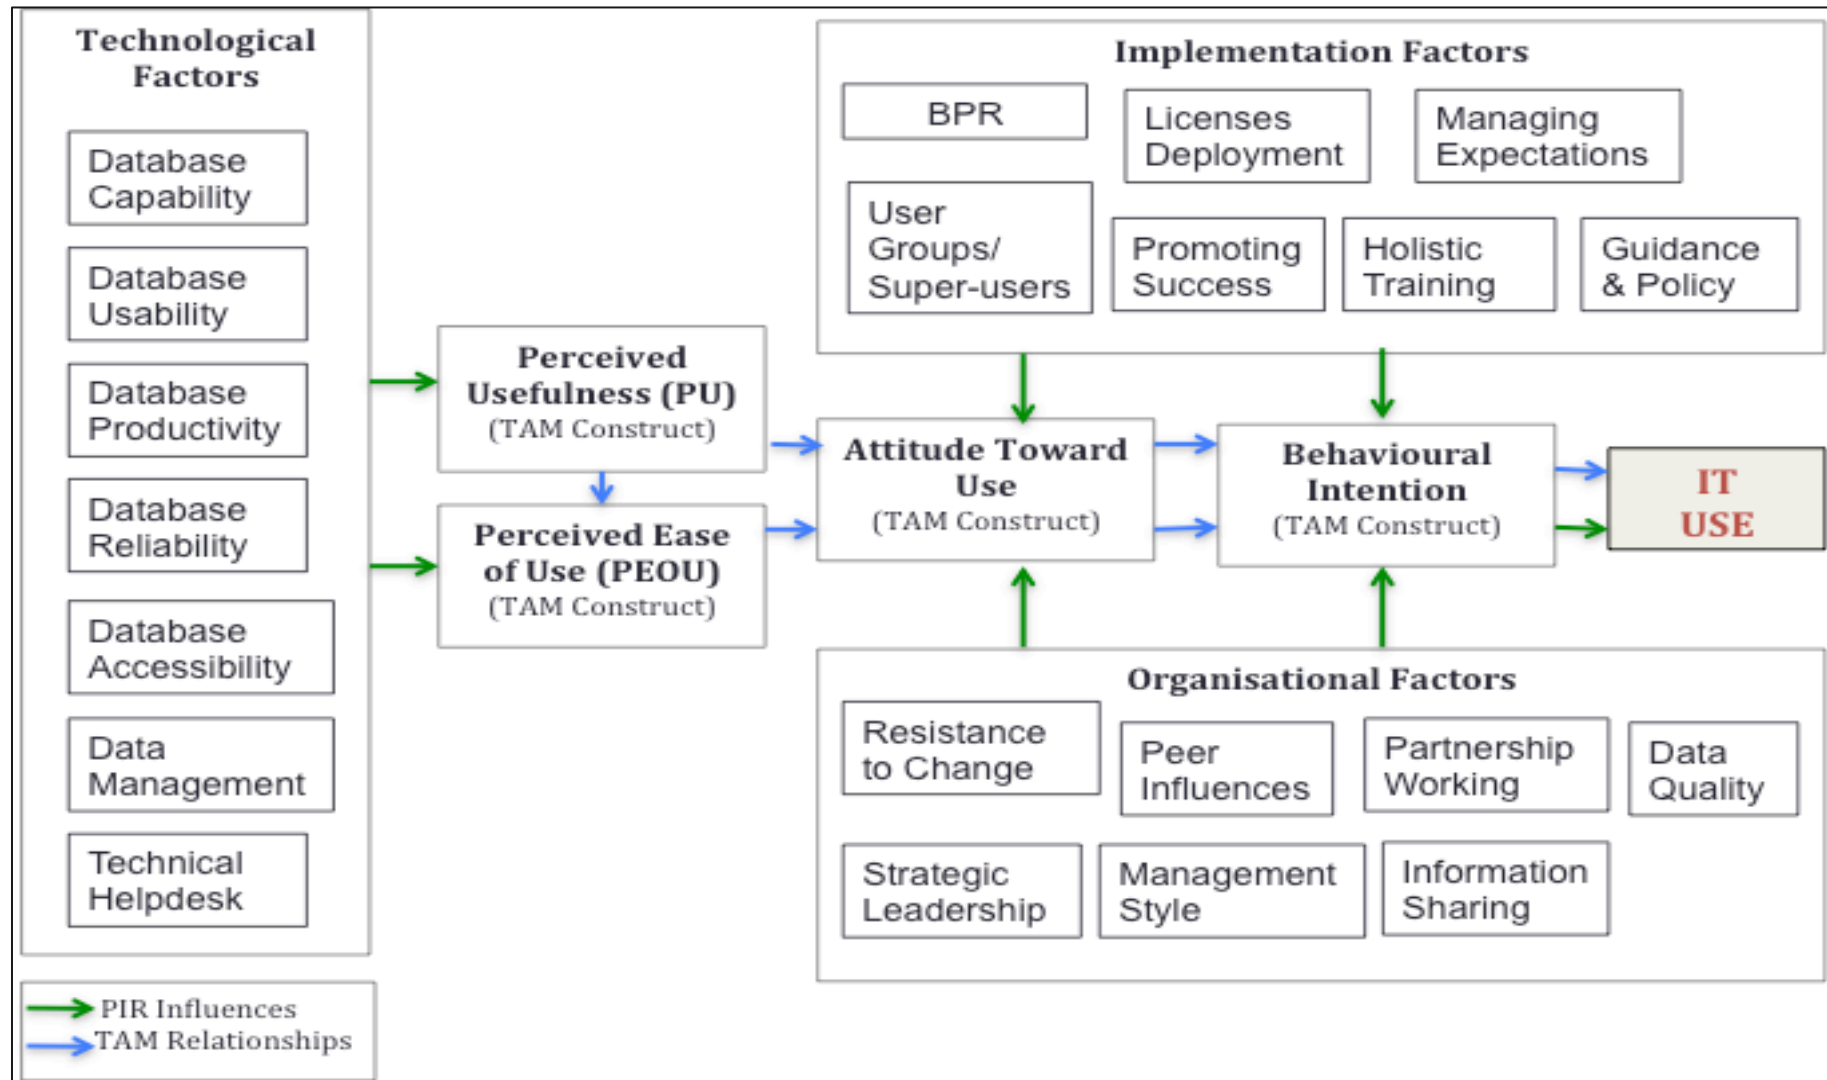 Technological
Factors
Database
Capability
Database
Usability
Database
Productivity
Database
Reliability
Database
Accessibility
Data
Management
Technical
Helpdesk
Perceived
Usefulness (PU)
(TAM Construct)
Perceived Ease
of Use (PEOU)
(TAM Construct)
Implementation Factors
BPR
Licenses
Deployment
Managing
Expectations
User
Groups/
Super-users
Promoting
Success
Holistic
Training
Guidance
& Policy
Attitude Toward
Use
(TAM Construct)
Behavioural
Intention
(TAM Construct)
IT
USE
Organisational Factors
Resistance
to Change
Peer
Influences
Partnership
Working
Data
Quality
Strategic
Leadership
Management
Style
Information
Sharing
PIR Influences
TAM Relationships